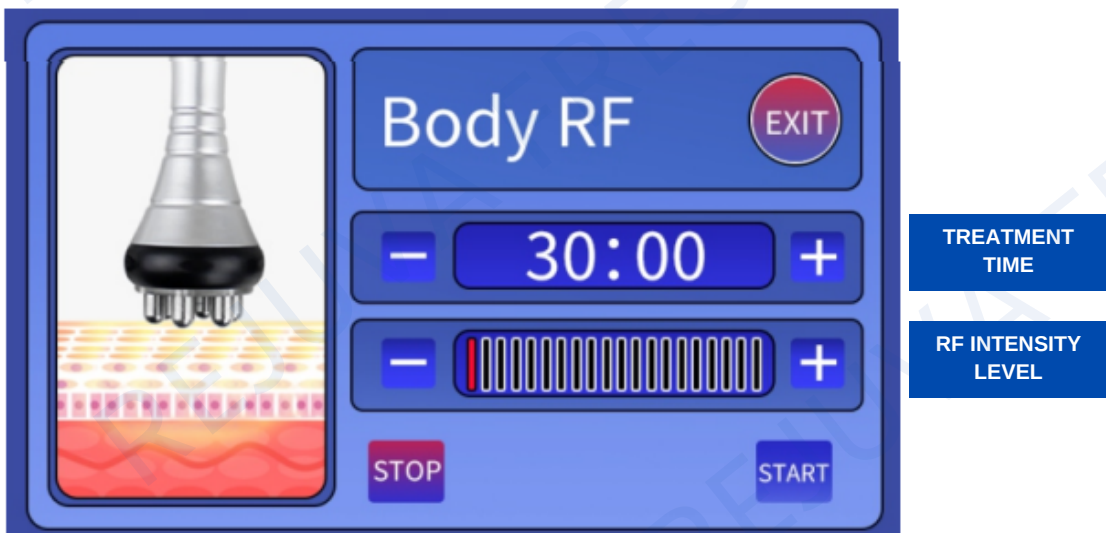 Body RF
EXIT
− 30:00 +
TREATMENT
TIME
− +
RF INTENSITY
LEVEL
STOP
START